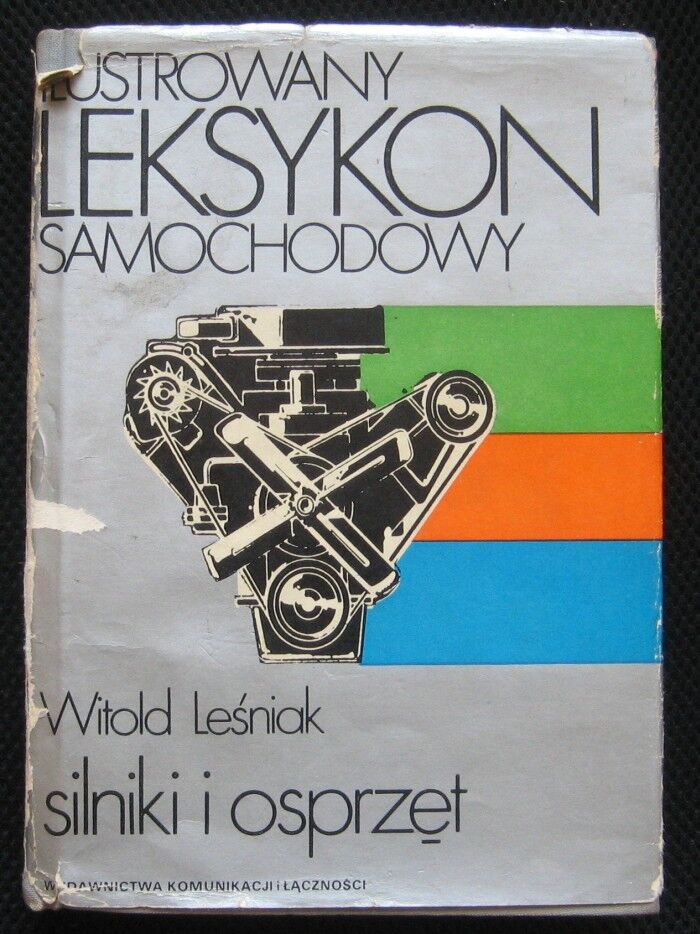 ILUSTROWANY
LEKSYKON
SAMOCHODOWY
Witold Leśniak
silniki i osprzęt
WYDAWNICTWA KOMUNIKACJI i ŁĄCZNOŚCI